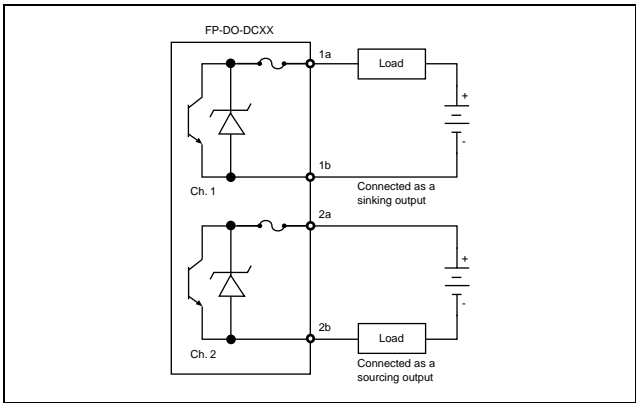 FP-DO-DCXX
1a
Load
+
-
1b
Ch. 1
Connected as a
sinking output
2a
+
-
2b
Load
Ch. 2
Connected as a
sourcing output